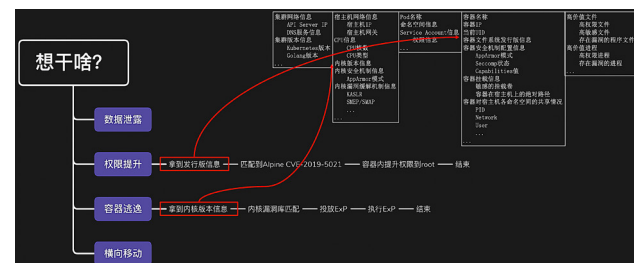 想干啥?
数据泄露
权限提升
拿到发行版信息
匹配到Alpine CVE-2019-5021
容器内提升权限到root
结束
容器逃逸
拿到内核版本信息
内核漏洞库匹配
投放ExP
执行ExP
结束
横向移动
集群网络信息
API Server IP
DNS服务信息
集群版本信息
Kubernetes版本
Golang版本
...
宿主机网络信息
宿主机IP
宿主机网关
CPU信息
CPU核数
CPU类型
内核版本信息
内核安全机制信息
AppArmor模式
内核漏洞缓解机制信息
KASLR
SMEP/SMAP
...
Pod名称
命名空间信息
Service Account信息
权限信息
...
容器名称
容器IP
当前UID
容器文件系统发行版信息
容器安全机制配置信息
AppArmor模式
Seccomp状态
Capabilities值
容器挂载信息
敏感的挂载卷
容器在宿主机上的绝对路径
容器对宿主机各命名空间的共享情况
PID
Network
User
...
高价值文件
高权限文件
高敏感文件
存在漏洞的程序文件
高价值进程
高权限进程
存在漏洞的进程
...